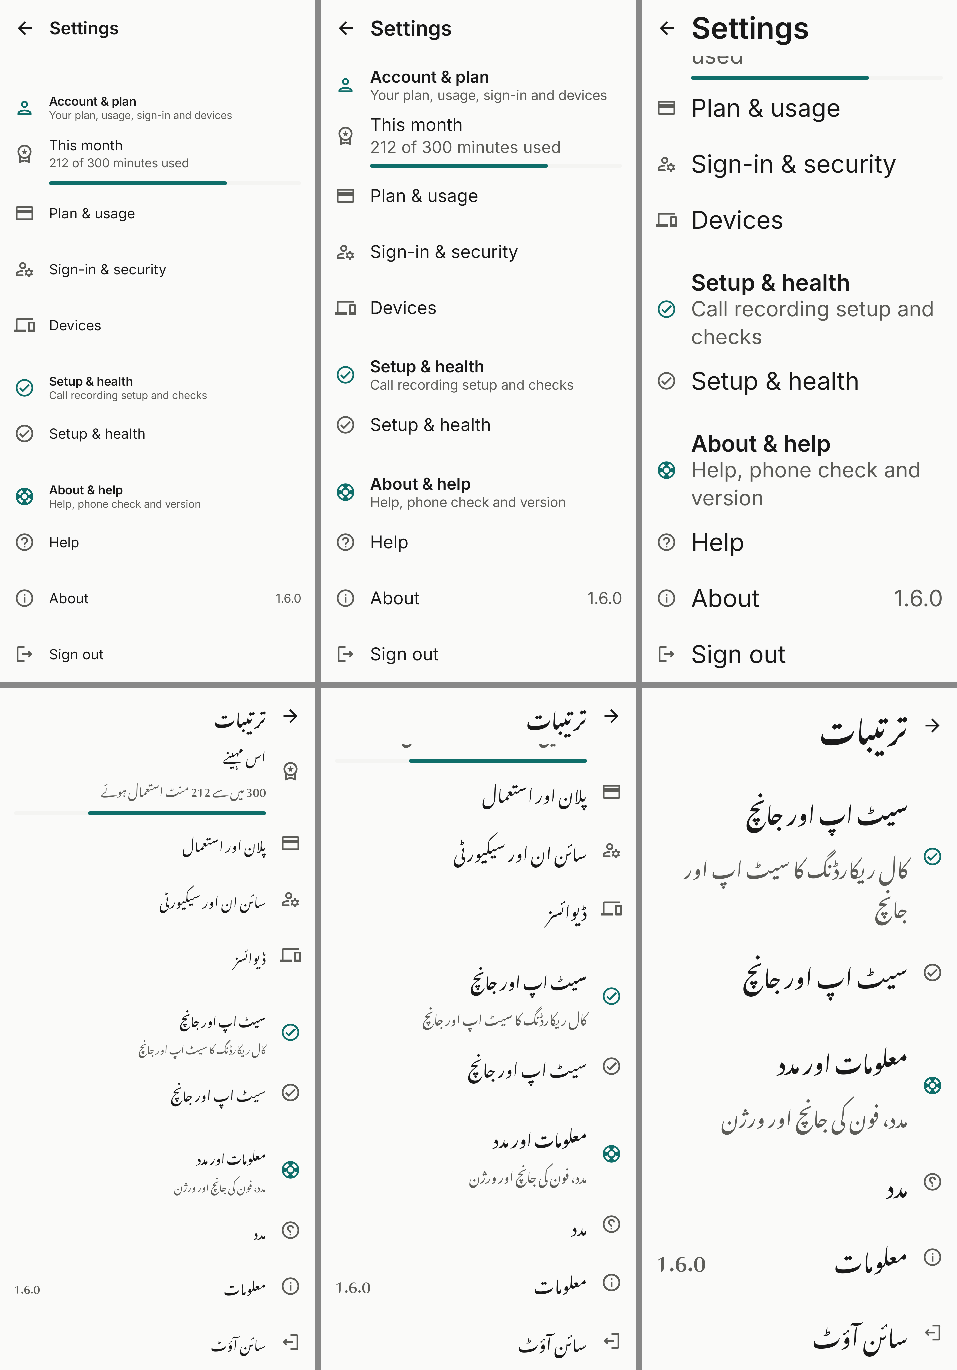 Settings
Account & plan
Your plan, usage, sign-in and devices
This month
212 of 300 minutes used
Plan & usage
Sign-in & security
Devices
Setup & health
Call recording setup and checks
Setup & health
About & help
Help, phone check and version
Help
About 1.6.0
Sign out
Settings
Account & plan
Your plan, usage, sign-in and devices
This month
212 of 300 minutes used
Plan & usage
Sign-in & security
Devices
Setup & health
Call recording setup and checks
Setup & health
About & help
Help, phone check and version
Help
About 1.6.0
Sign out
Settings
used
Plan & usage
Sign-in & security
Devices
Setup & health
Call recording setup and
checks
Setup & health
About & help
Help, phone check and
version
Help
About 1.6.0
Sign out
ترتیبات
اس مہینے
300 میں سے 212 منٹ استعمال ہوئے
پلان اور استعمال
سائن ان اور سیکیورٹی
ڈیوائسز
سیٹ اپ اور جانچ
کال ریکارڈنگ کا سیٹ اپ اور جانچ
سیٹ اپ اور جانچ
معلومات اور مدد
مدد، فون کی جانچ اور ورژن
مدد
معلومات 1.6.0
سائن آؤٹ
ترتیبات
پلان اور استعمال
سائن ان اور سیکیورٹی
ڈیوائسز
سیٹ اپ اور جانچ
کال ریکارڈنگ کا سیٹ اپ اور جانچ
سیٹ اپ اور جانچ
معلومات اور مدد
مدد، فون کی جانچ اور ورژن
مدد
معلومات 1.6.0
سائن آؤٹ
ترتیبات
سیٹ اپ اور جانچ
کال ریکارڈنگ کا سیٹ اپ اور
جانچ
سیٹ اپ اور جانچ
معلومات اور مدد
مدد، فون کی جانچ اور ورژن
مدد
معلومات 1.6.0
سائن آؤٹ